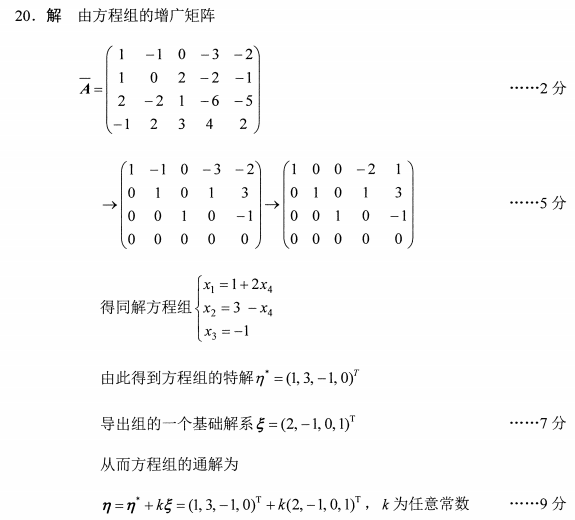 20. 解 由方程组的增广矩阵
$\overline{A}=\begin{pmatrix}1&-1&0&-3&-2\\1&0&2&-2&-1\\2&-2&1&-6&-5\\-1&2&3&4&2\end{pmatrix}$ ……2 分
$\to\begin{pmatrix}1&-1&0&-3&-2\\0&1&0&1&3\\0&0&1&0&-1\\0&0&0&0&0\end{pmatrix}\to\begin{pmatrix}1&0&0&-2&1\\0&1&0&1&3\\0&0&1&0&-1\\0&0&0&0&0\end{pmatrix}$ ……5 分
得同解方程组$\begin{cases}x_1=1+2x_4\\x_2=3-x_4\\x_3=-1\end{cases}$
由此得到方程组的特解$\eta^*=(1,3,-1,0)^T$
导出组的一个基础解系$\xi=(2,-1,0,1)^{\mathrm{T}}$ ……7 分
从而方程组的通解为
$\eta=\eta^*+k\xi=(1,3,-1,0)^{\mathrm{T}}+k(2,-1,0,1)^{\mathrm{T}}$，k 为任意常数 ……9 分